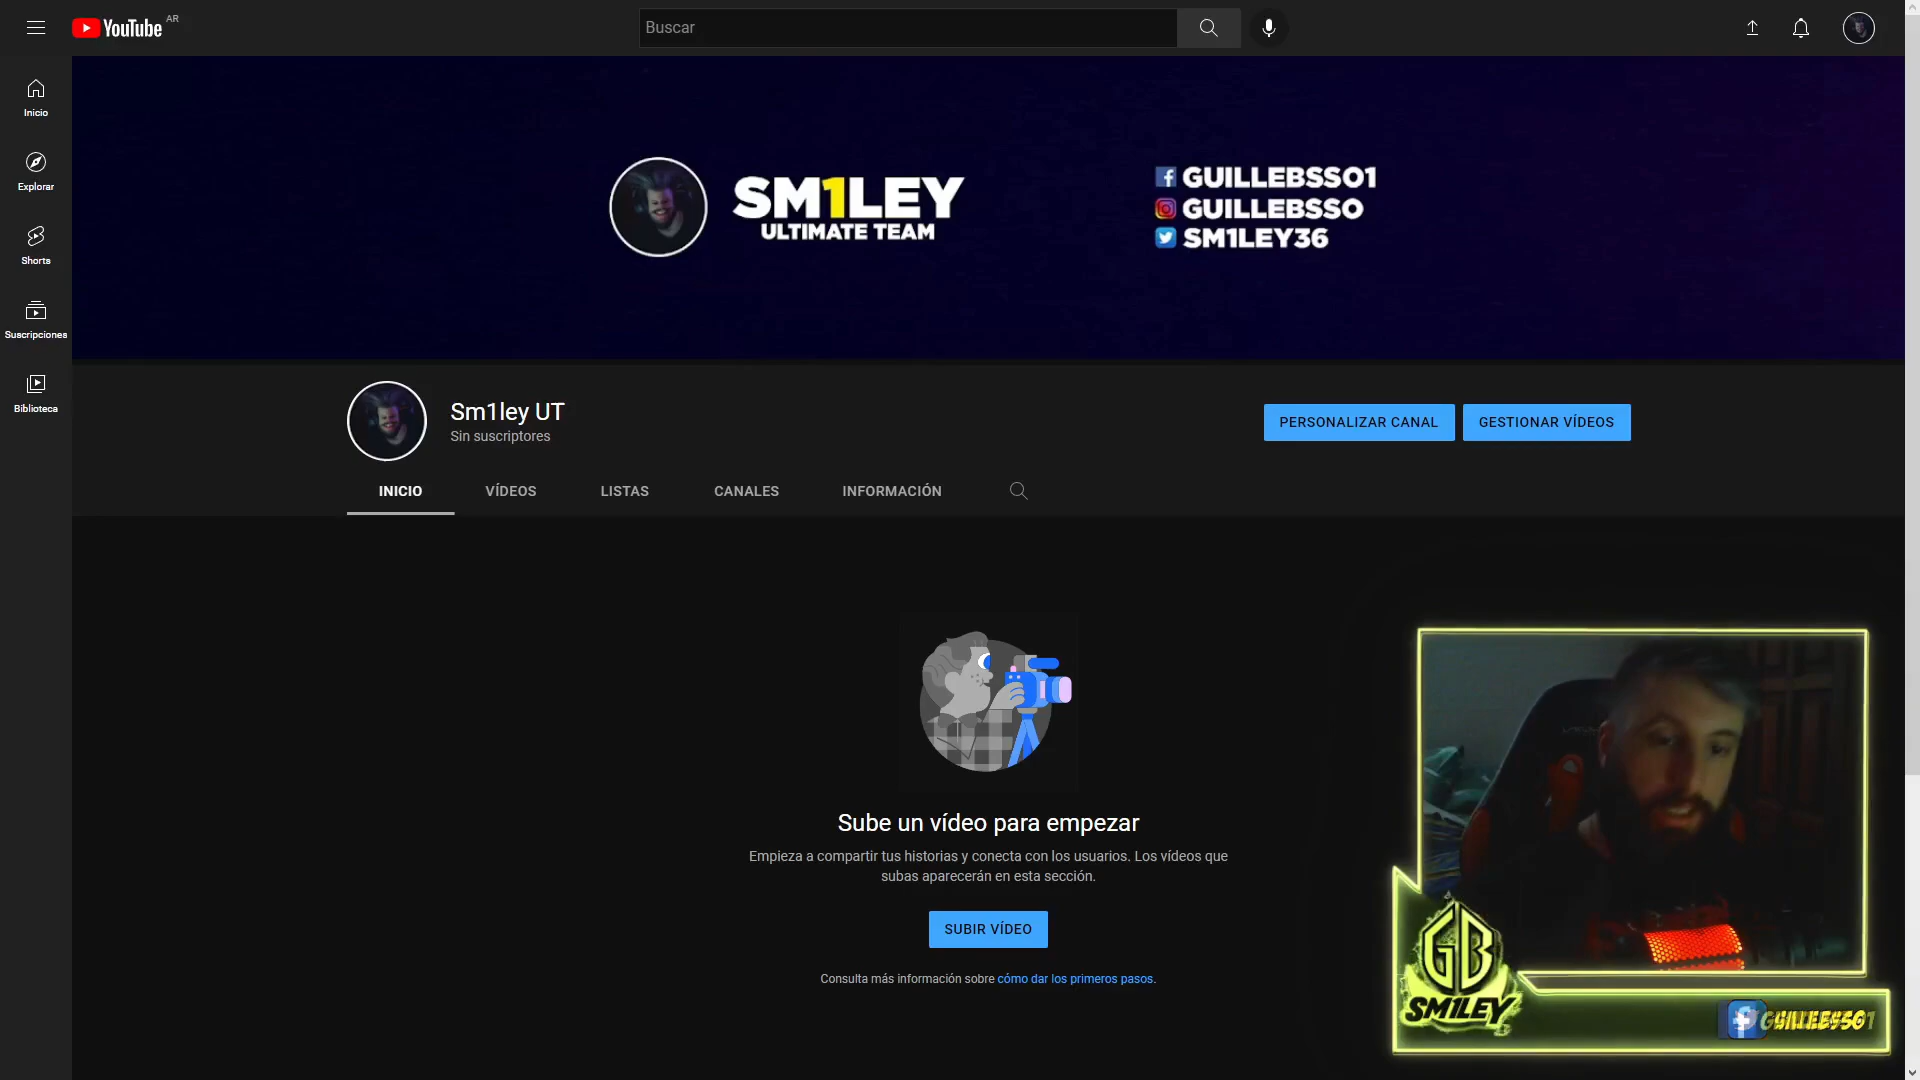 YouTube
AR
Buscar
Inicio
Explorar
Shorts
Suscripciones
Biblioteca
SM1LEY
ULTIMATE TEAM
GUILLEBSSO1
GUILLEBSSO
SM1LEY36
Sm1ley UT
Sin suscriptores
PERSONALIZAR CANAL
GESTIONAR VÍDEOS
INICIO
VÍDEOS
LISTAS
CANALES
INFORMACIÓN
Sube un vídeo para empezar
Empieza a compartir tus historias y conecta con los usuarios. Los vídeos que
subas aparecerán en esta sección.
SUBIR VÍDEO
Consulta más información sobre cómo dar los primeros pasos.
GB
SM1LEY